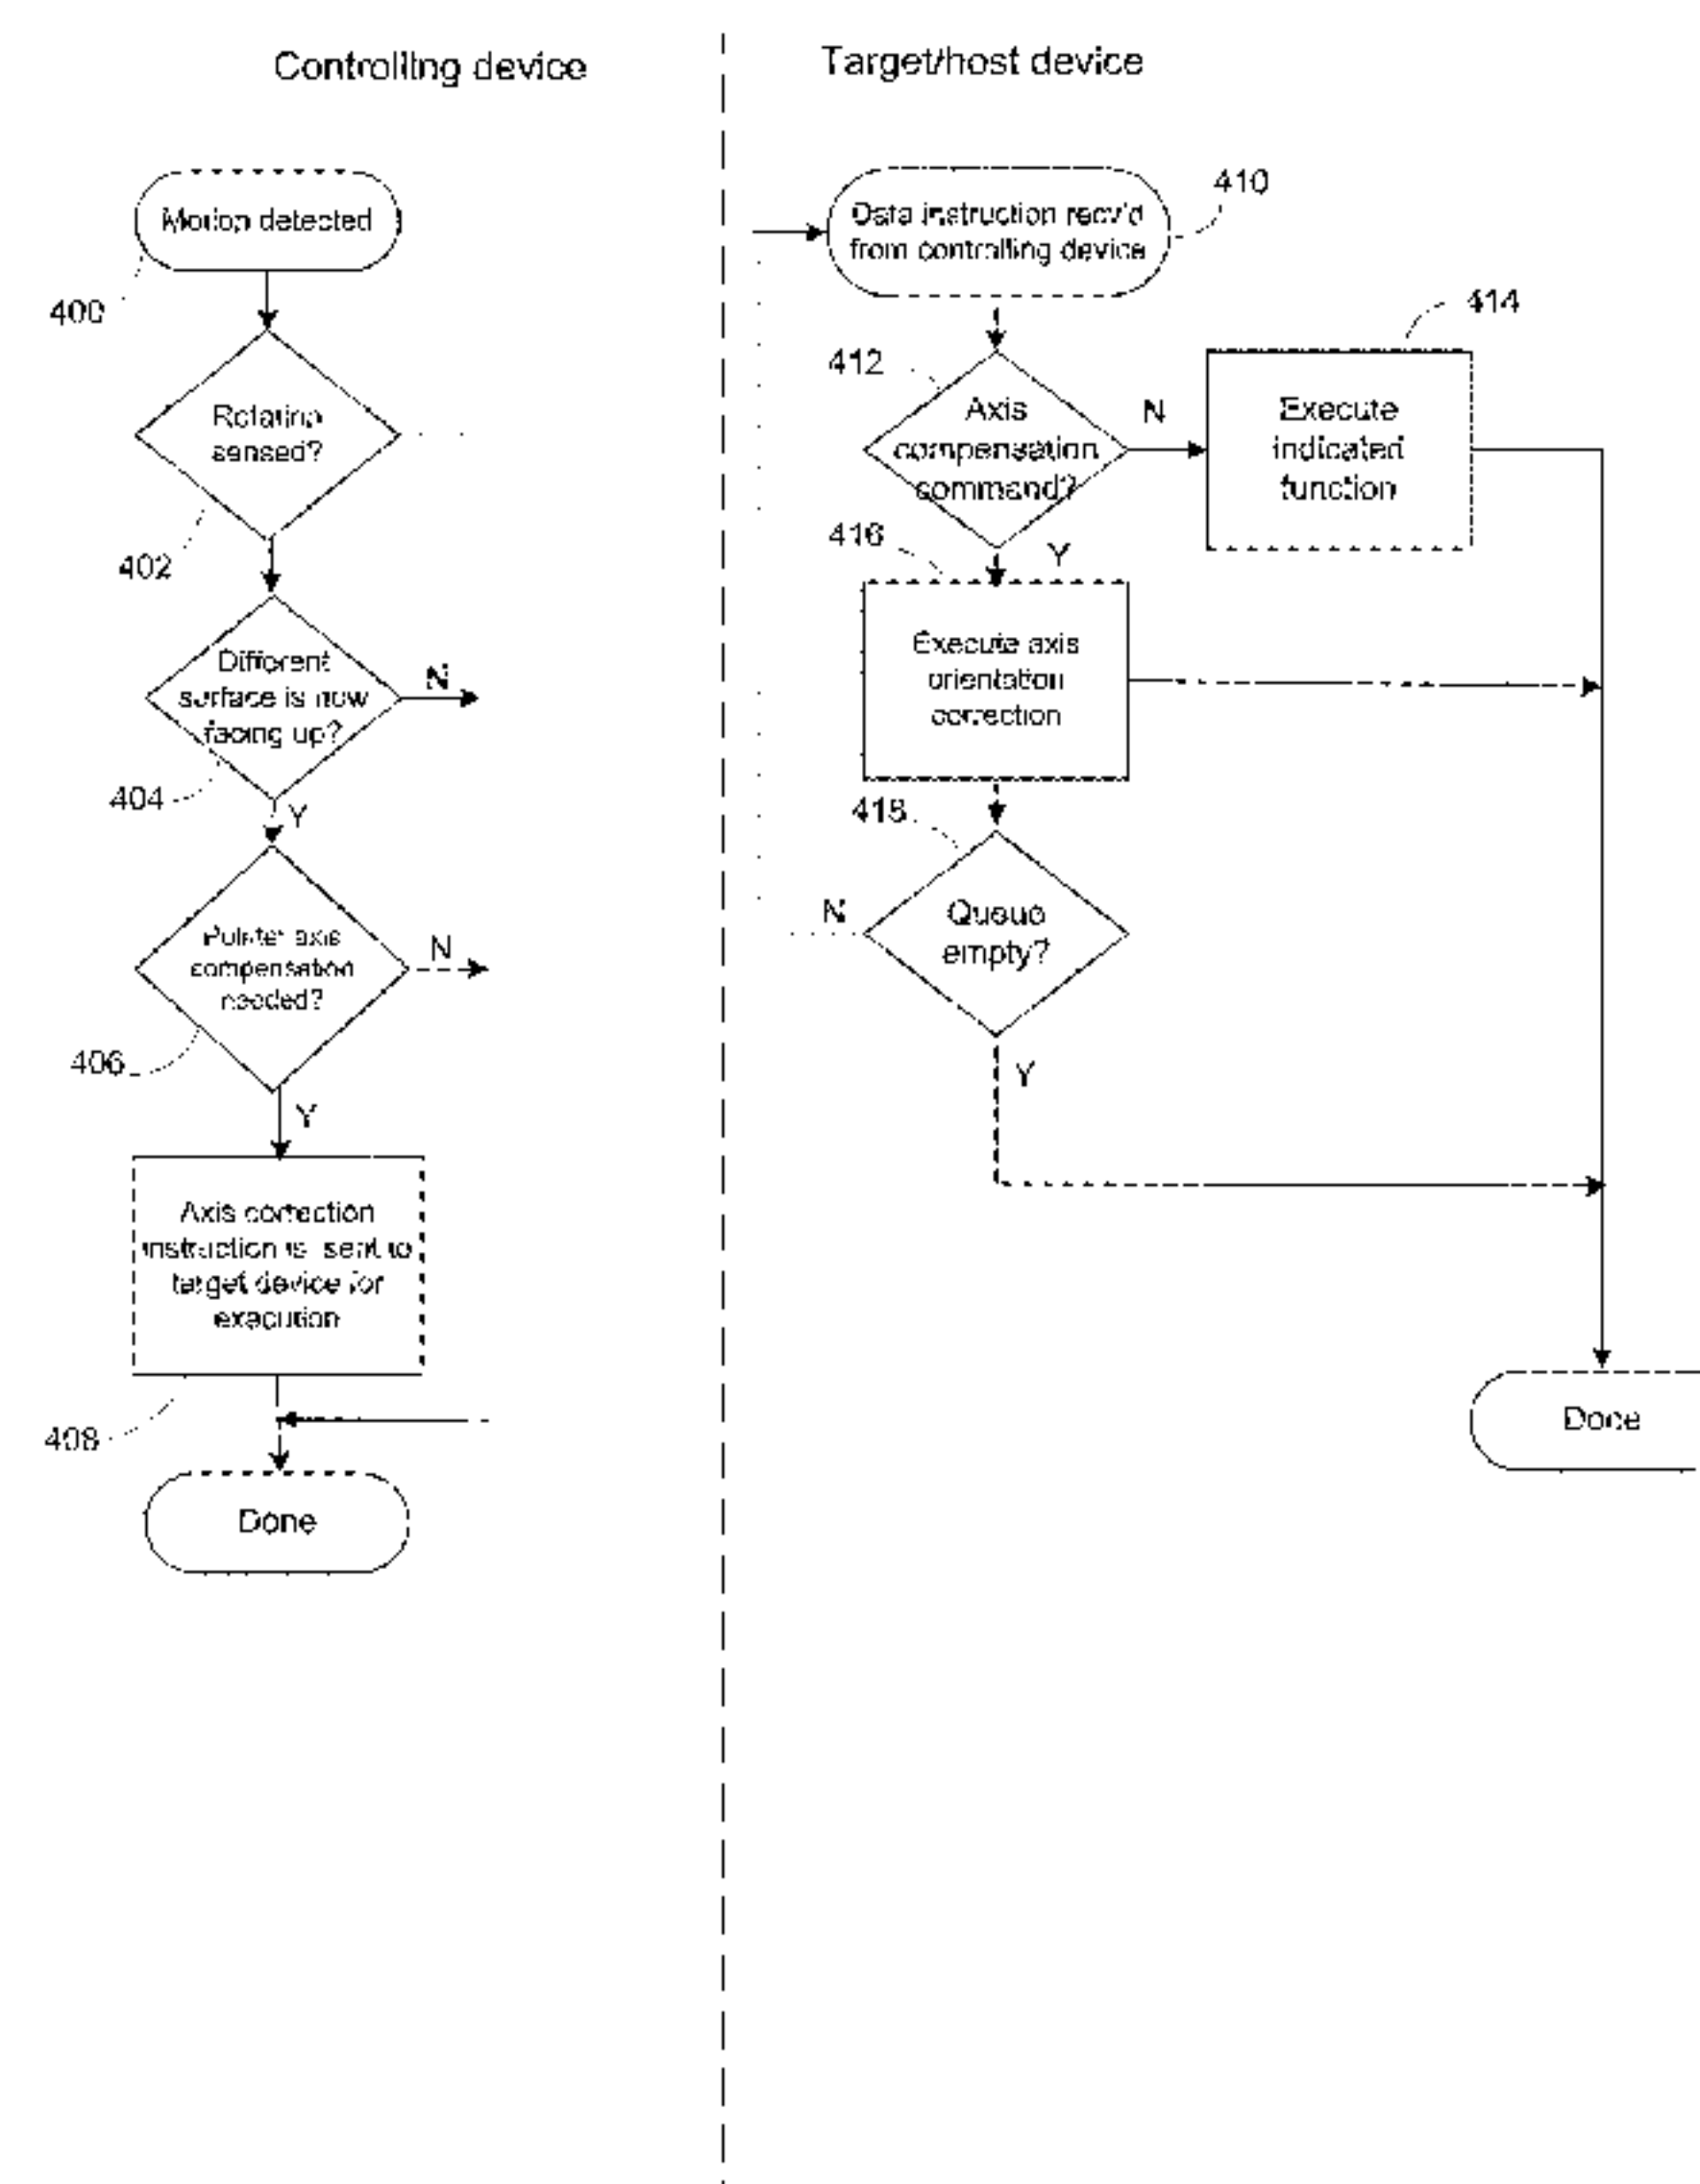 Controlling device
Motion detected
400
Rotation
sensed?
402
Different
surface is now
facing up?
N
404
Y
Pointer axis
compensation
needed?
N
406
Y
Axis correction
instruction is sent to
target device for
execution
408
Done
Target/host device
Data instruction recv'd
from controlling device
410
412
Axis
compensation
command?
N
414
Execute
indicated
function
416
Y
Execute axis
orientation
correction
418
Queue
empty?
N
Y
Done